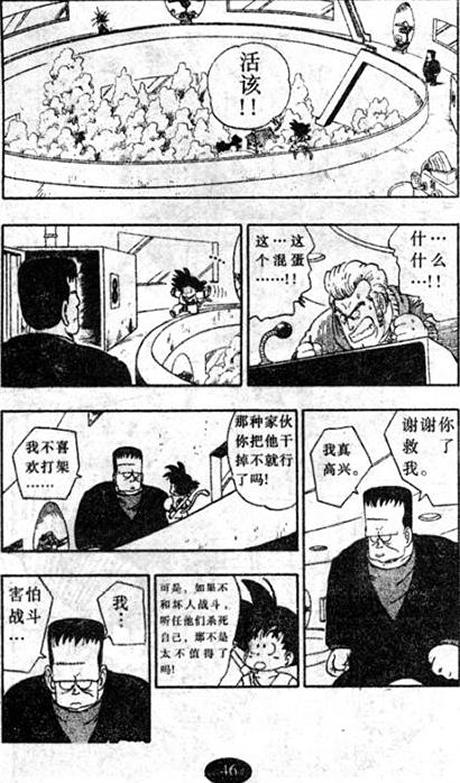 活
该
!!
什…
什么
…!!
这…这
个混蛋
……!!
谢谢你
救了
我。
我真
高兴。
那种家伙
你把他干
掉不就行
了吗!
我不喜
欢打架
……
可是，如果不
和坏人战斗，
听任他们杀死
自己，那不是
太不值得了
吗!
我…
害怕
战斗
…
46